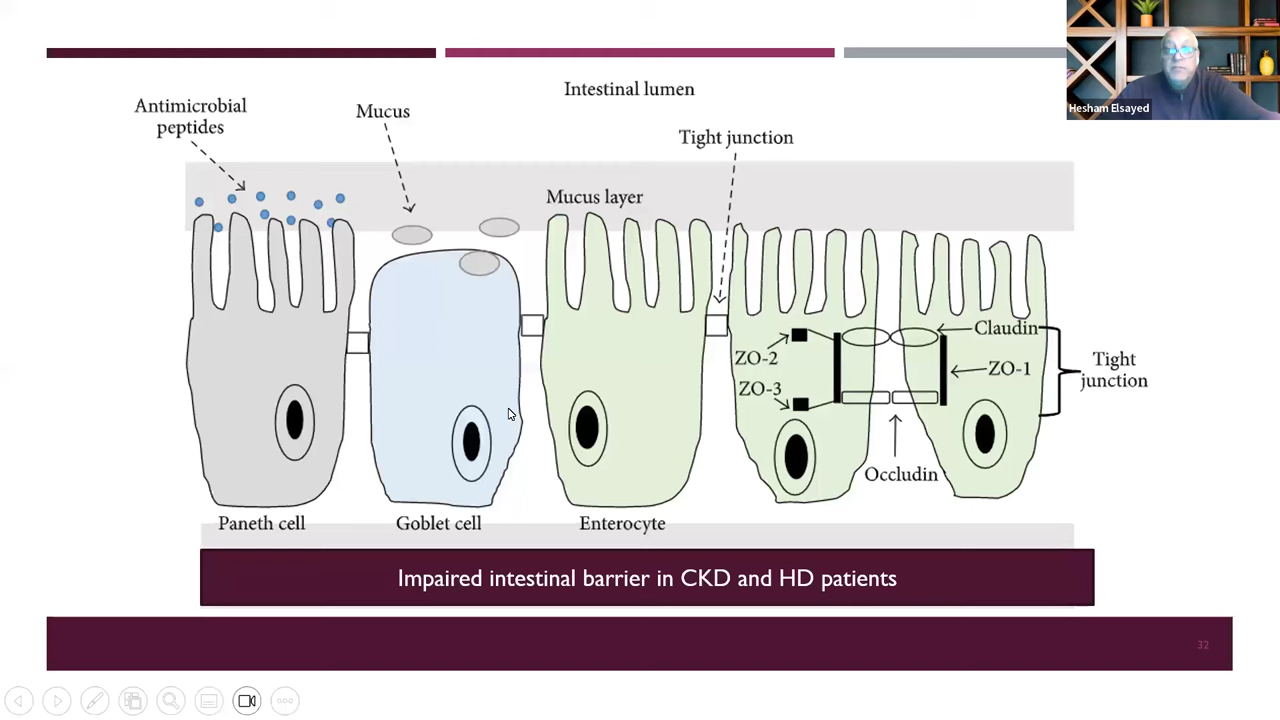 Hesham Elsayed
Intestinal lumen
Antimicrobial
peptides
Mucus
Tight junction
Mucus layer
Claudin
ZO-2
ZO-1
Tight
junction
ZO-3
Occludin
Paneth cell
Goblet cell
Enterocyte
Impaired intestinal barrier in CKD and HD patients
32